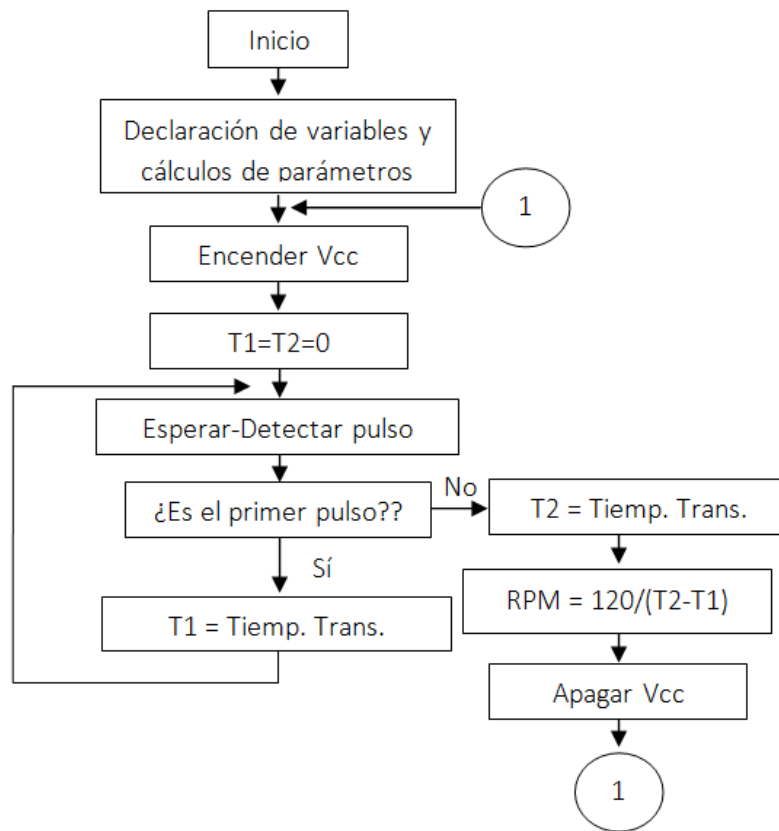 Inicio
Declaración de variables y
cálculos de parámetros
1
Encender Vcc
T1=T2=0
Esperar-Detectar pulso
¿Es el primer pulso??
No
T2 = Tiemp. Trans.
Sí
RPM = 120/(T2-T1)
T1 = Tiemp. Trans.
Apagar Vcc
1